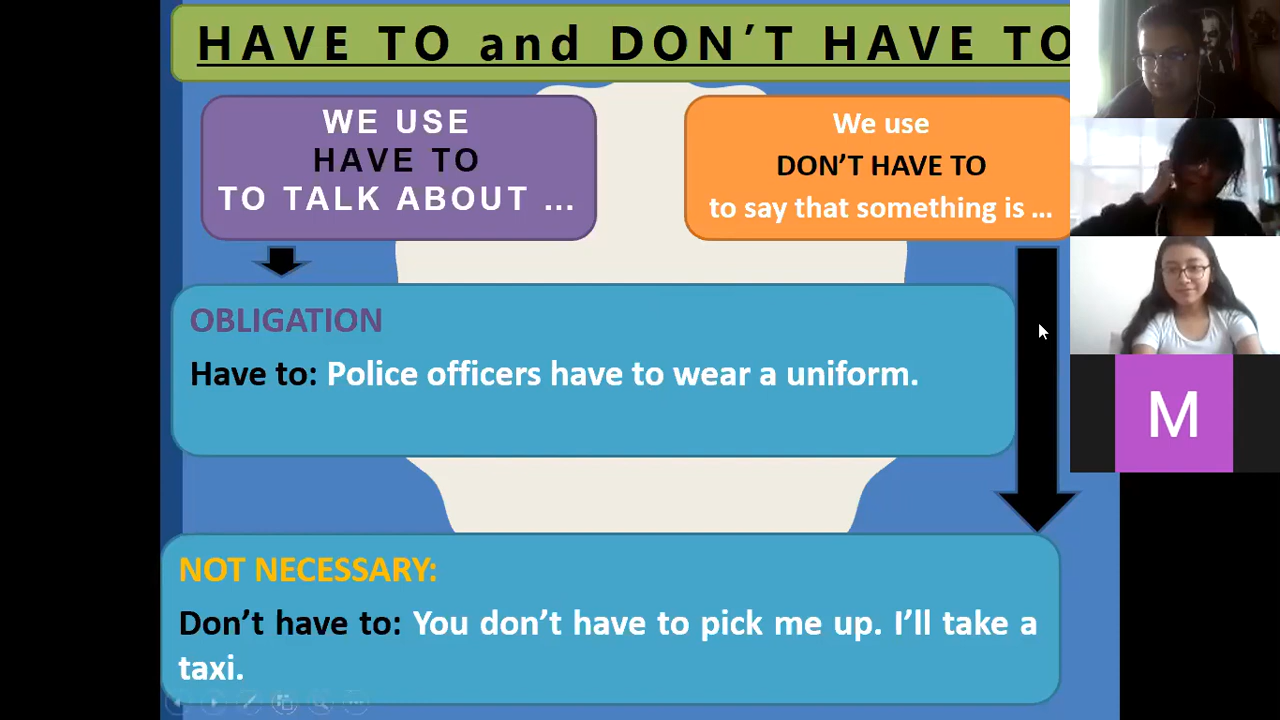 HAVE TO and DON'T HAVE TO
WE USE
HAVE TO
TO TALK ABOUT ...
We use
DON'T HAVE TO
to say that something is ...
OBLIGATION
Have to: Police officers have to wear a uniform.
NOT NECESSARY:
Don't have to: You don't have to pick me up. I'll take a
taxi.
M